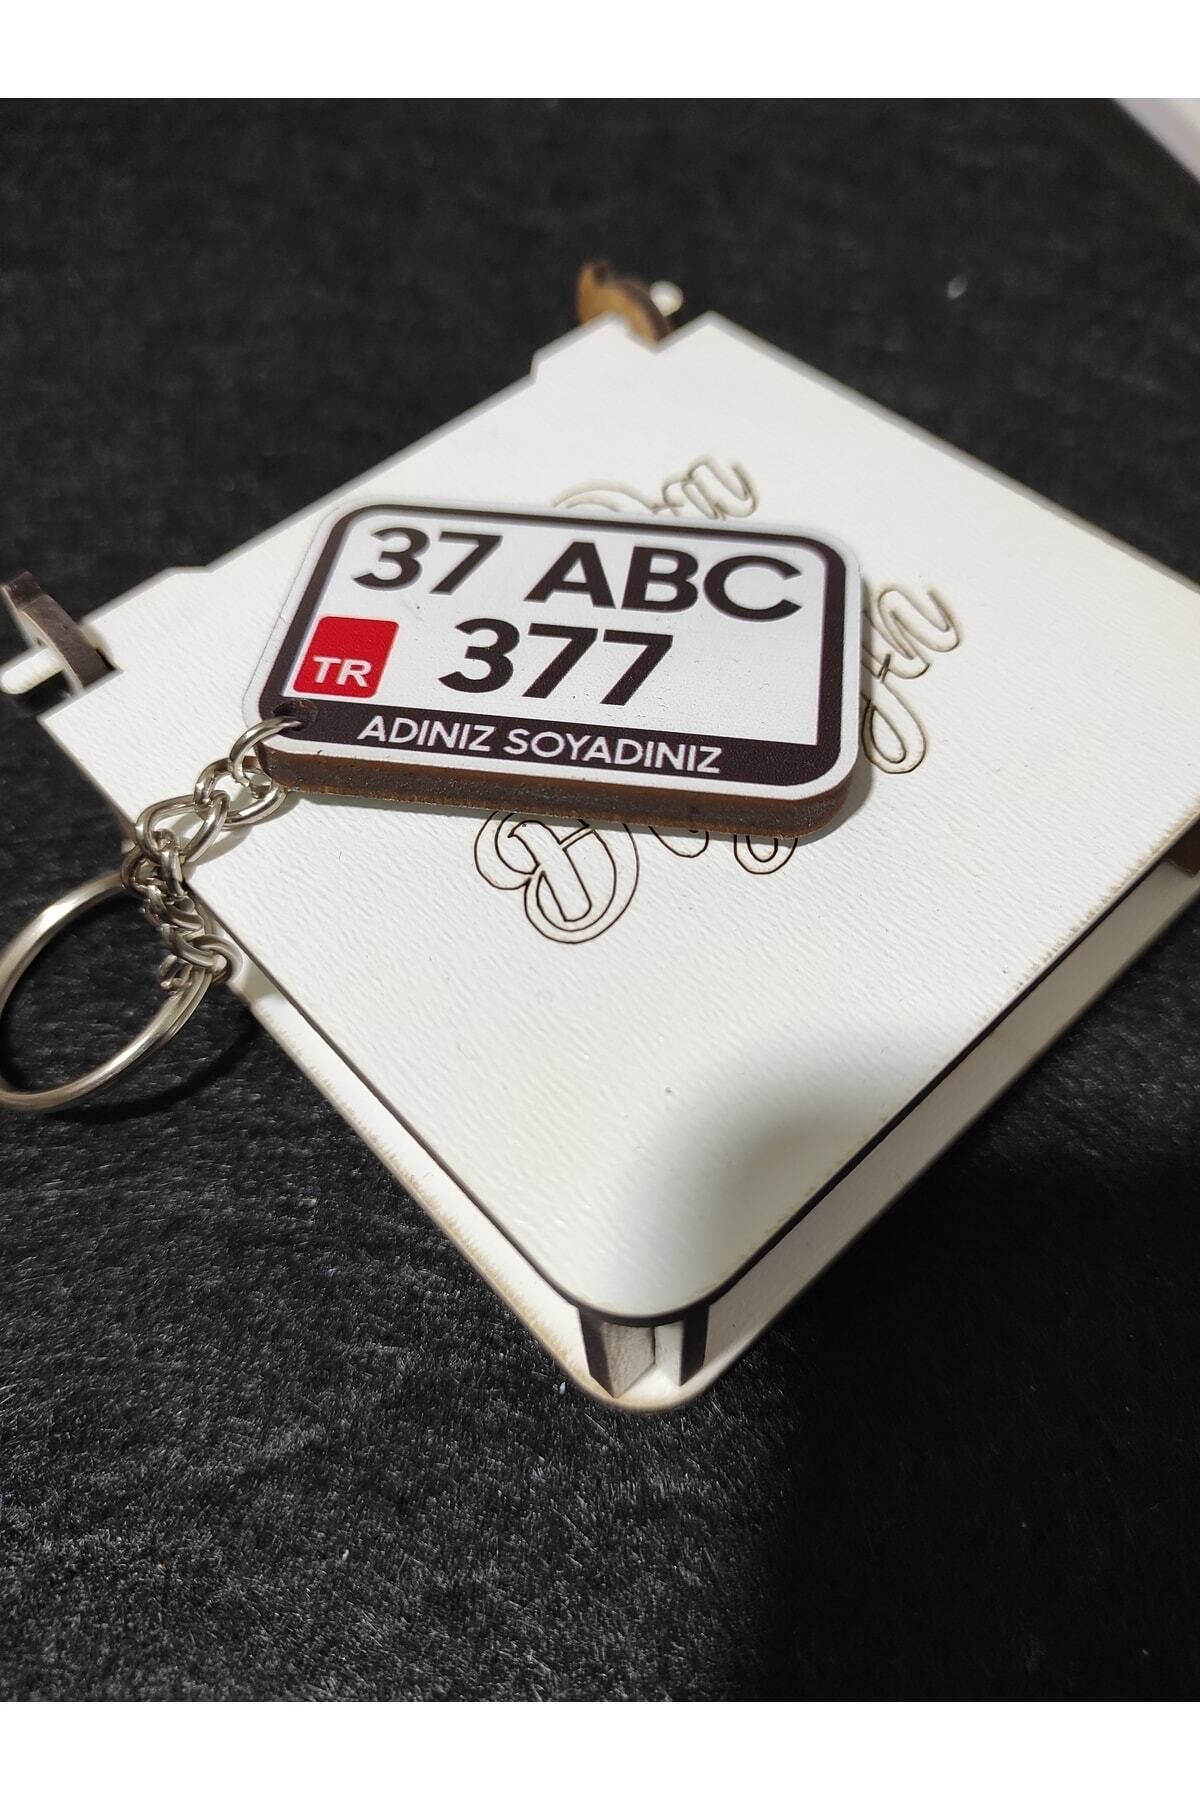 37 ABC
377
TR
ADINIZ SOYADINIZ